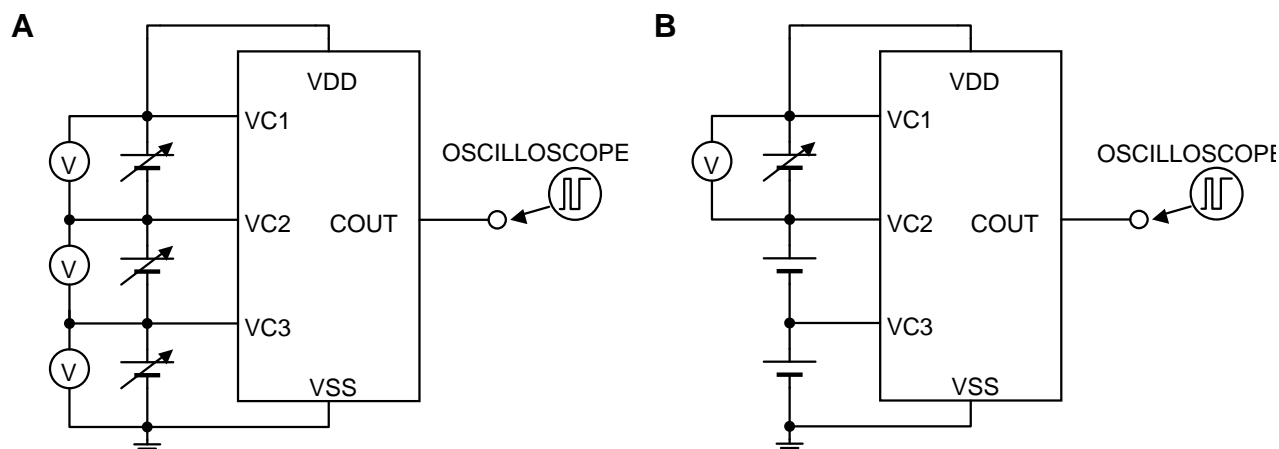 A
VDD
VC1
V
OSCILLOSCOPE
VC2
COUT
V
VC3
V
VSS
B
VDD
VC1
V
OSCILLOSCOPE
VC2
COUT
VC3
VSS